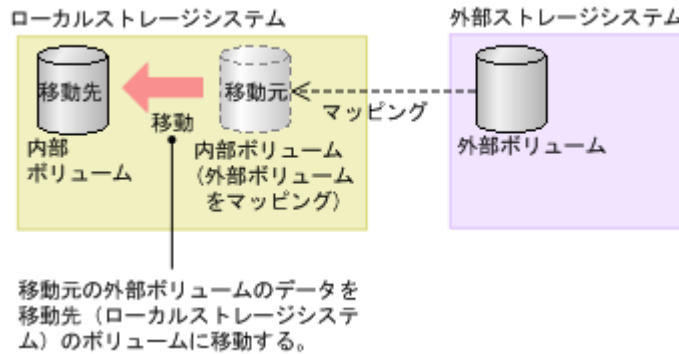 ローカルストレージシステム
外部ストレージシステム
移動先
移動元
マッピング
移動
内部
ボリューム
内部ボリューム
（外部ボリューム
をマッピング）
外部ボリューム
移動元の外部ボリュームのデータを
移動先（ローカルストレージシステ
ム）のボリュームに移動する。